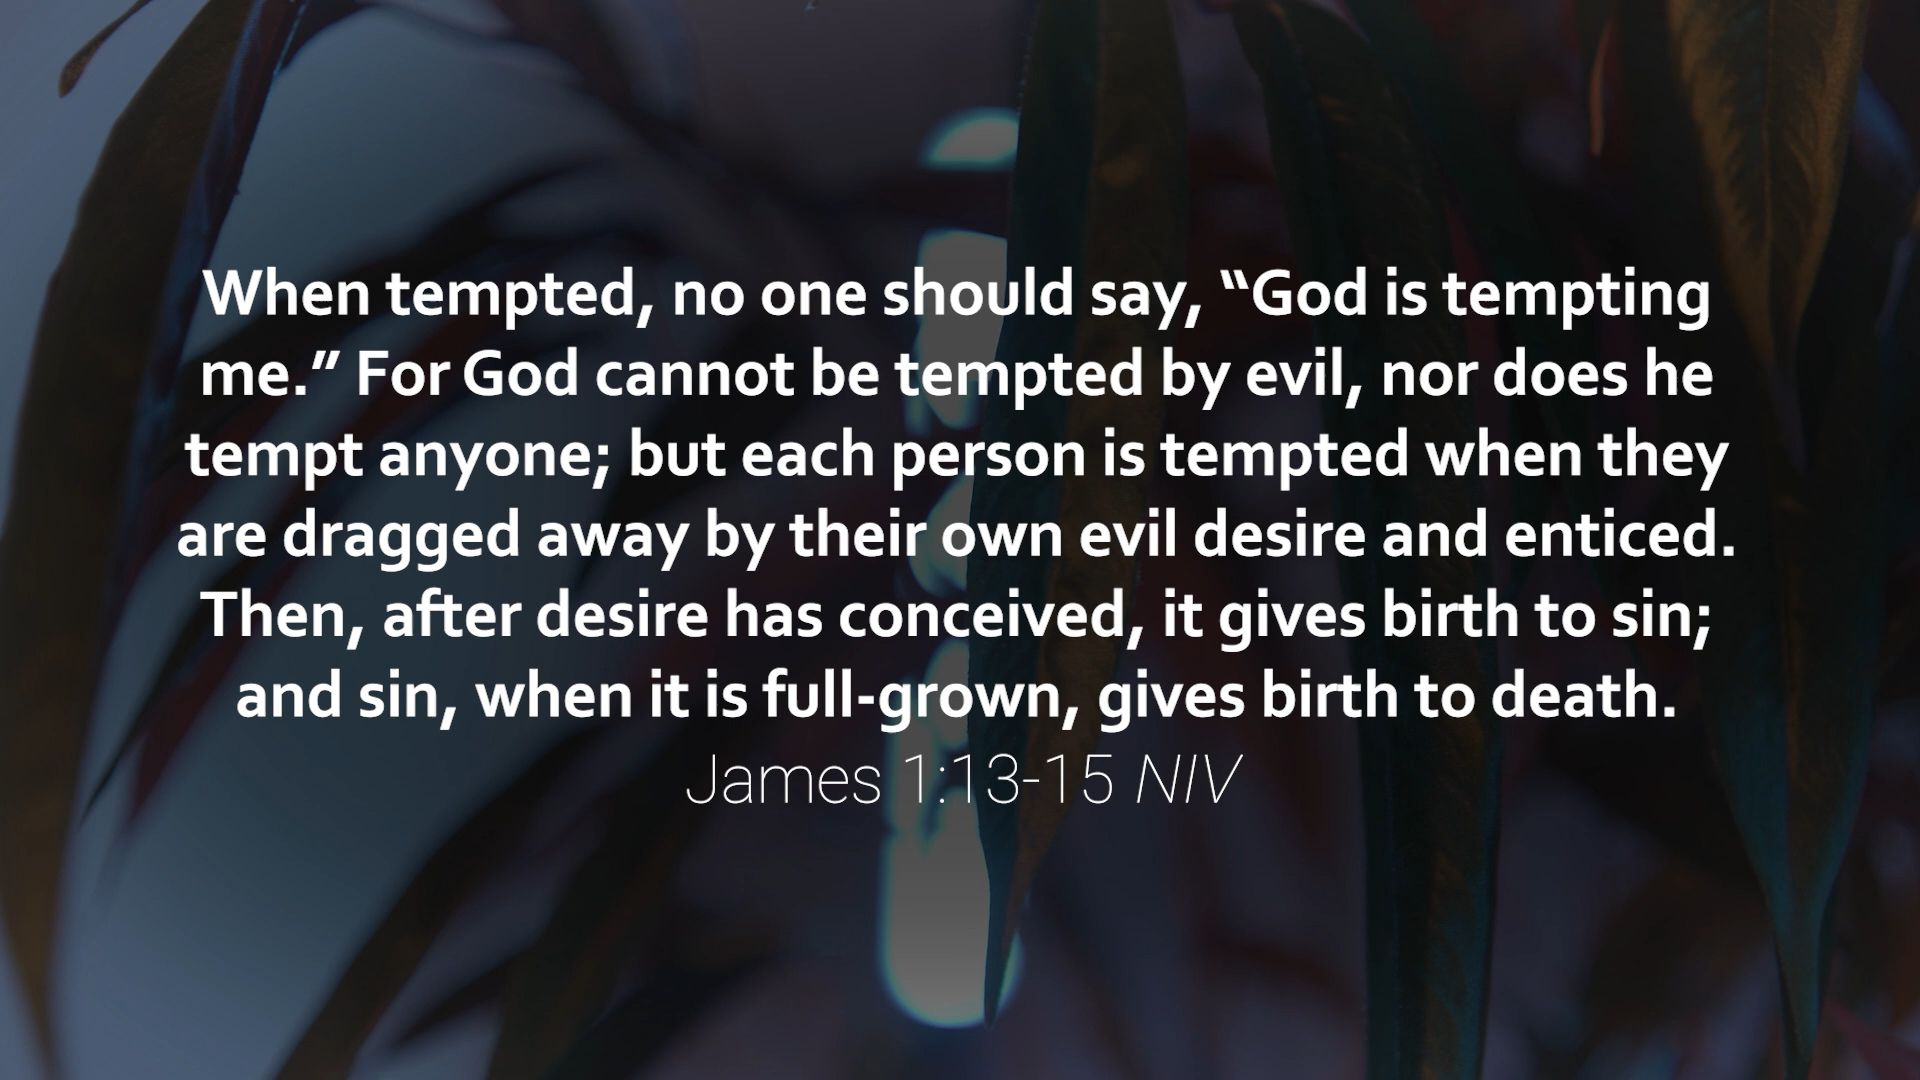 When tempted, no one should say, “God is tempting
me.” For God cannot be tempted by evil, nor does he
tempt anyone; but each person is tempted when they
are dragged away by their own evil desire and enticed.
Then, after desire has conceived, it gives birth to sin;
and sin, when it is full-grown, gives birth to death.
James 1:13-15 NIV